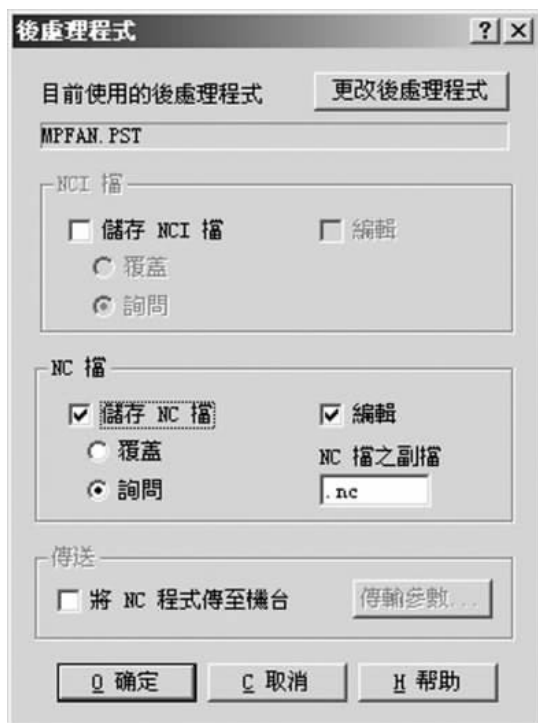 後處理程式
目前使用的後處理程式 更改後處理程式
MPFAN.PST
NCI 檔
儲存 NCI 檔 編輯
覆蓋
詢問
NC 檔
儲存 NC 檔 編輯
覆蓋 NC 檔之副檔
詢問 .nc
傳送
將 NC 程式傳至機台 傳輸參數...
O 确定 C 取消 H 帮助